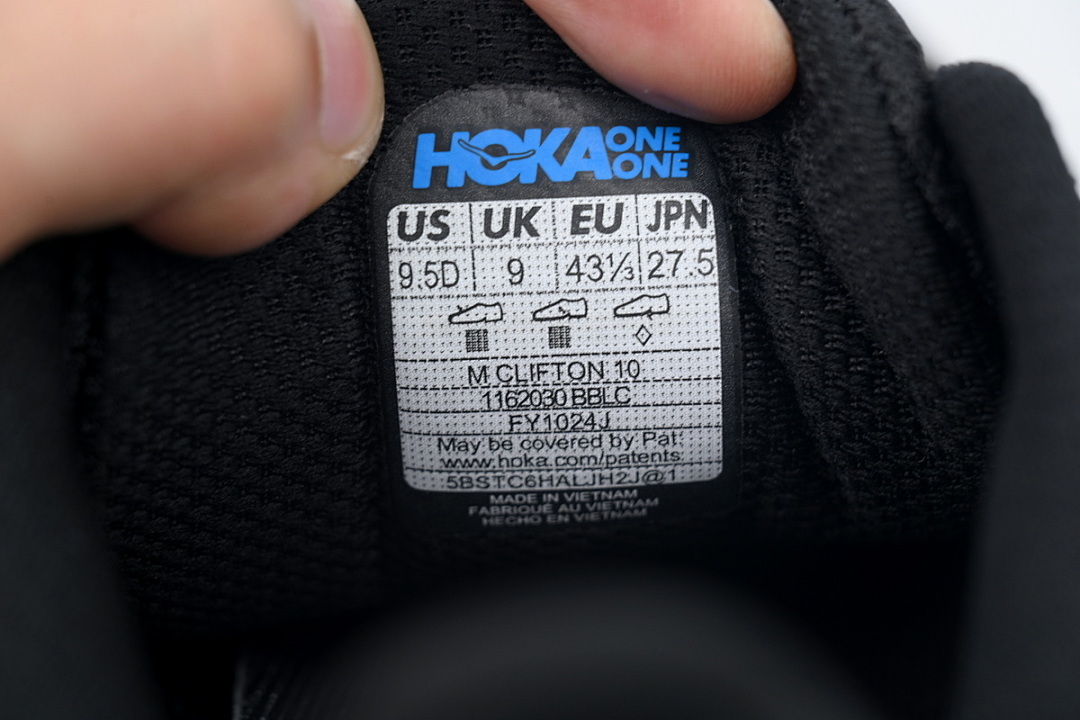 HOKA ONE ONE
US UK EU JPN
9.5D 9 43⅓ 27.5
M CLIFTON 10
1162030 BBLC
FY1024J
May be covered by Pat:
www.hoka.com/patents
5BSTC6HALJH2J@1
MADE IN VIETNAM
FABRIQUÉ AU VIETNAM
HECHO EN VIETNAM